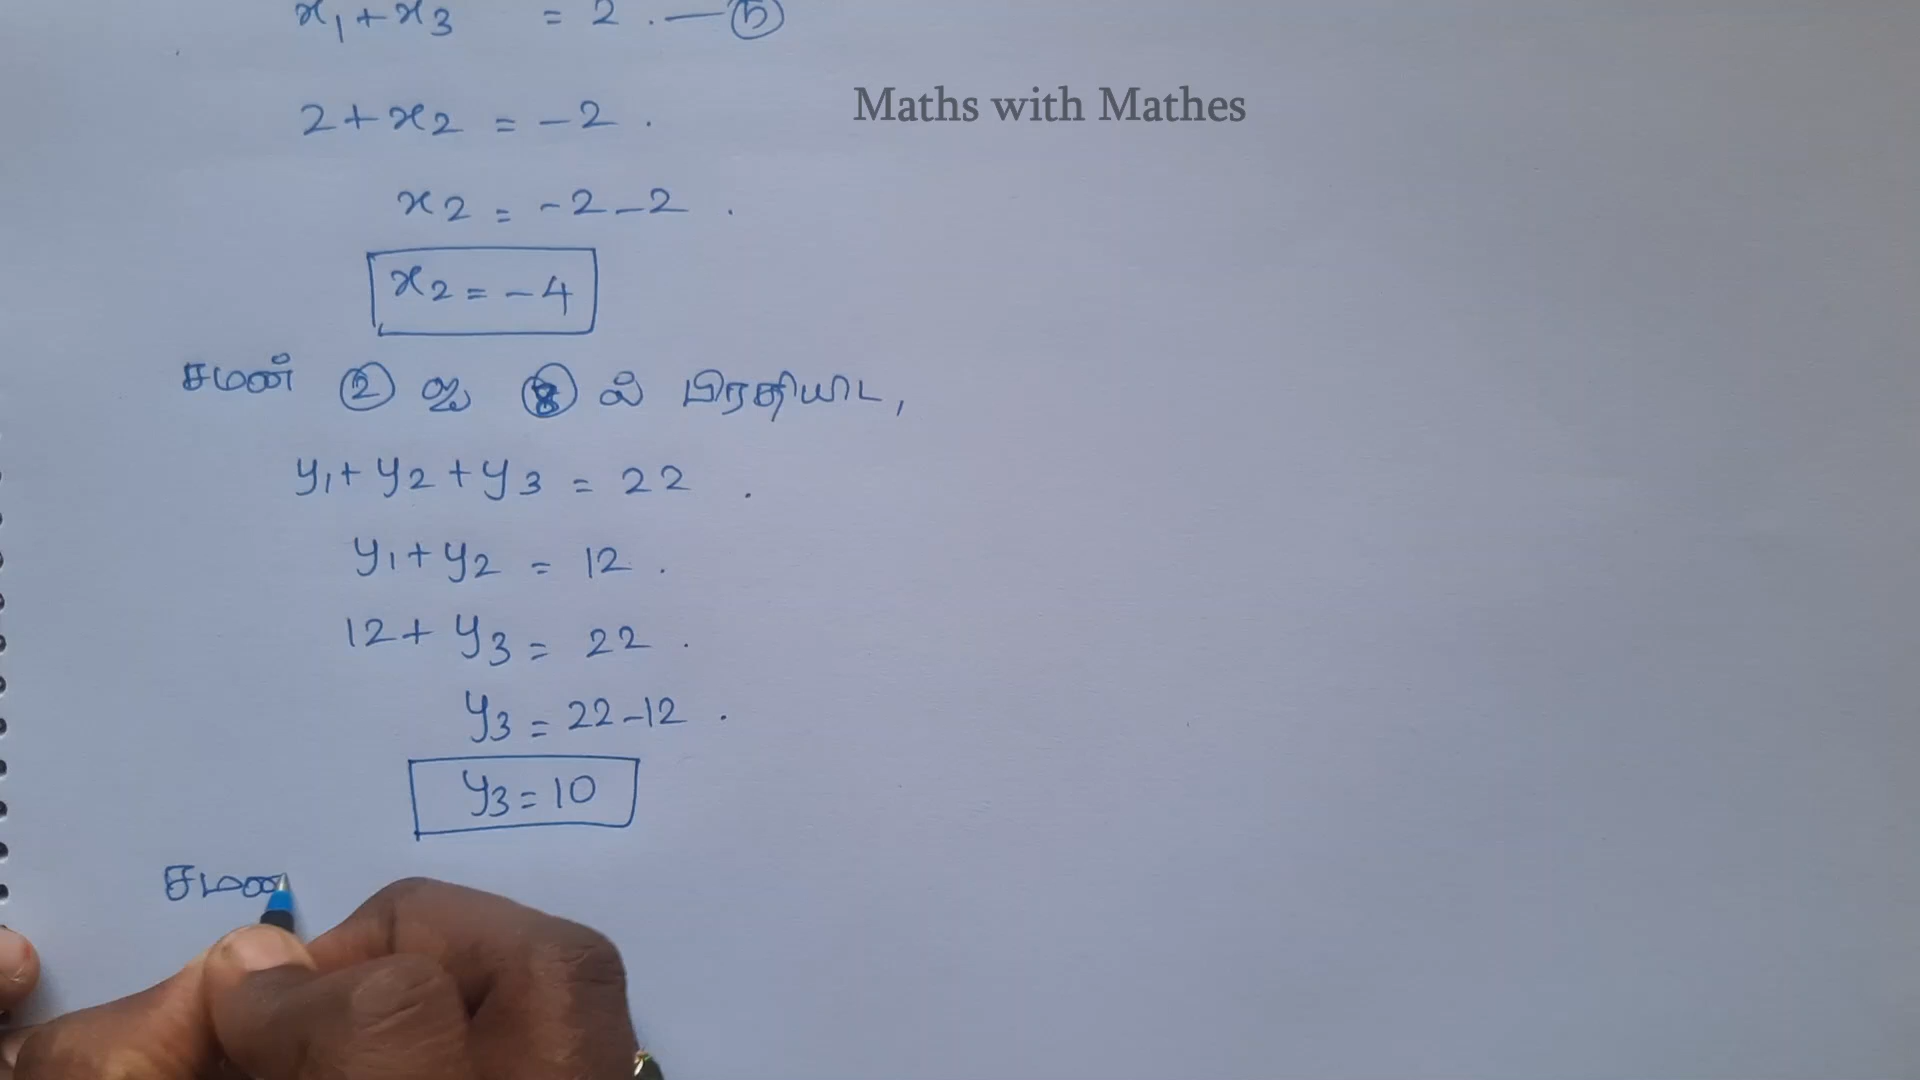 x₁+x₃ = 2 . — ⑤
Maths with Mathes
2+x₂ = -2 .
x₂ = -2-2 .
x₂ = -4
சமன் ② ஐ ⑧ ல் பிரதியிட,
y₁+y₂+y₃ = 22 .
y₁+y₂ = 12 .
12+ y₃ = 22 .
y₃ = 22-12 .
y₃ = 10
சமன